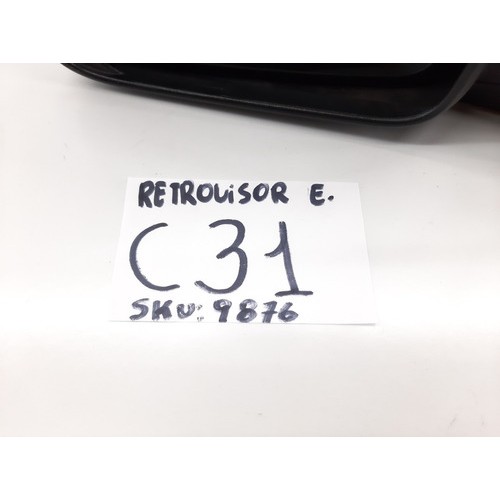 RETROViSOR E.
C31
SKU: 9876